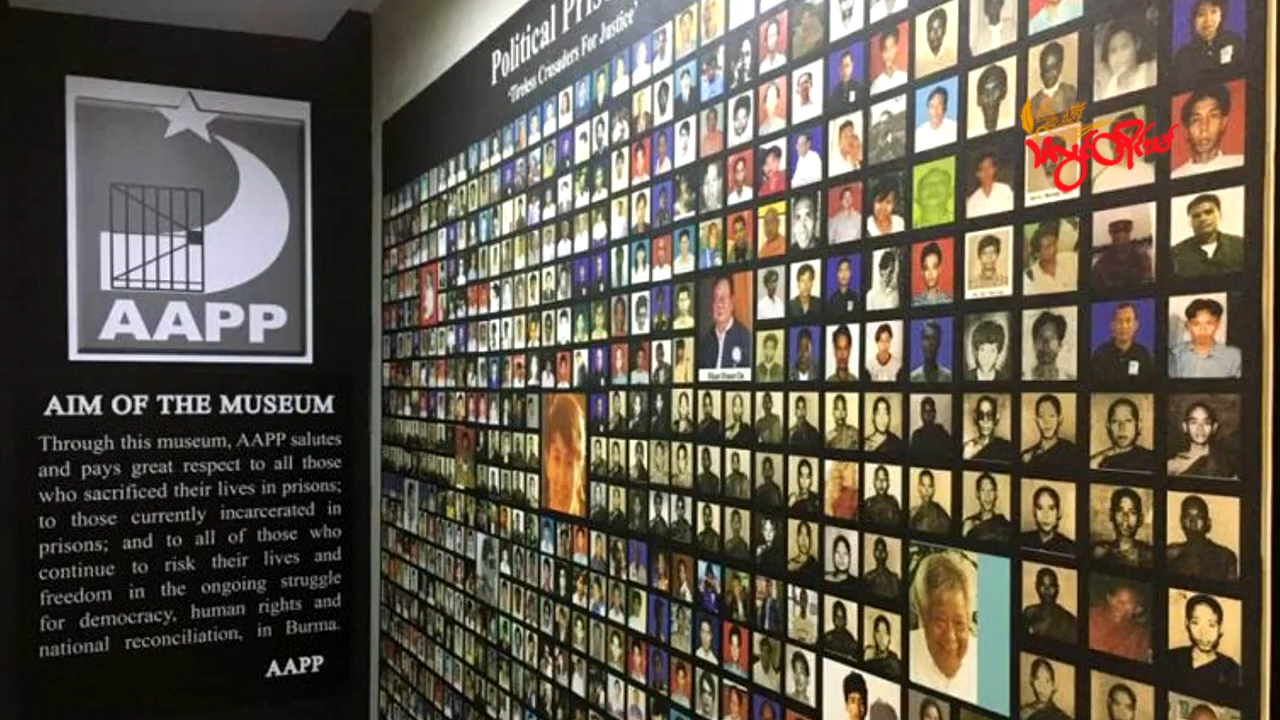 AAPP
AIM OF THE MUSEUM
Through this museum, AAPP salutes
and pays great respect to all those
who sacrificed their lives in prisons;
to those currently incarcerated in
prisons; and to all of those who
continue to risk their lives and
freedom in the ongoing struggle
for democracy, human rights and
national reconciliation, in Burma.
AAPP
Political
'Tireless Crusaders For Justice'